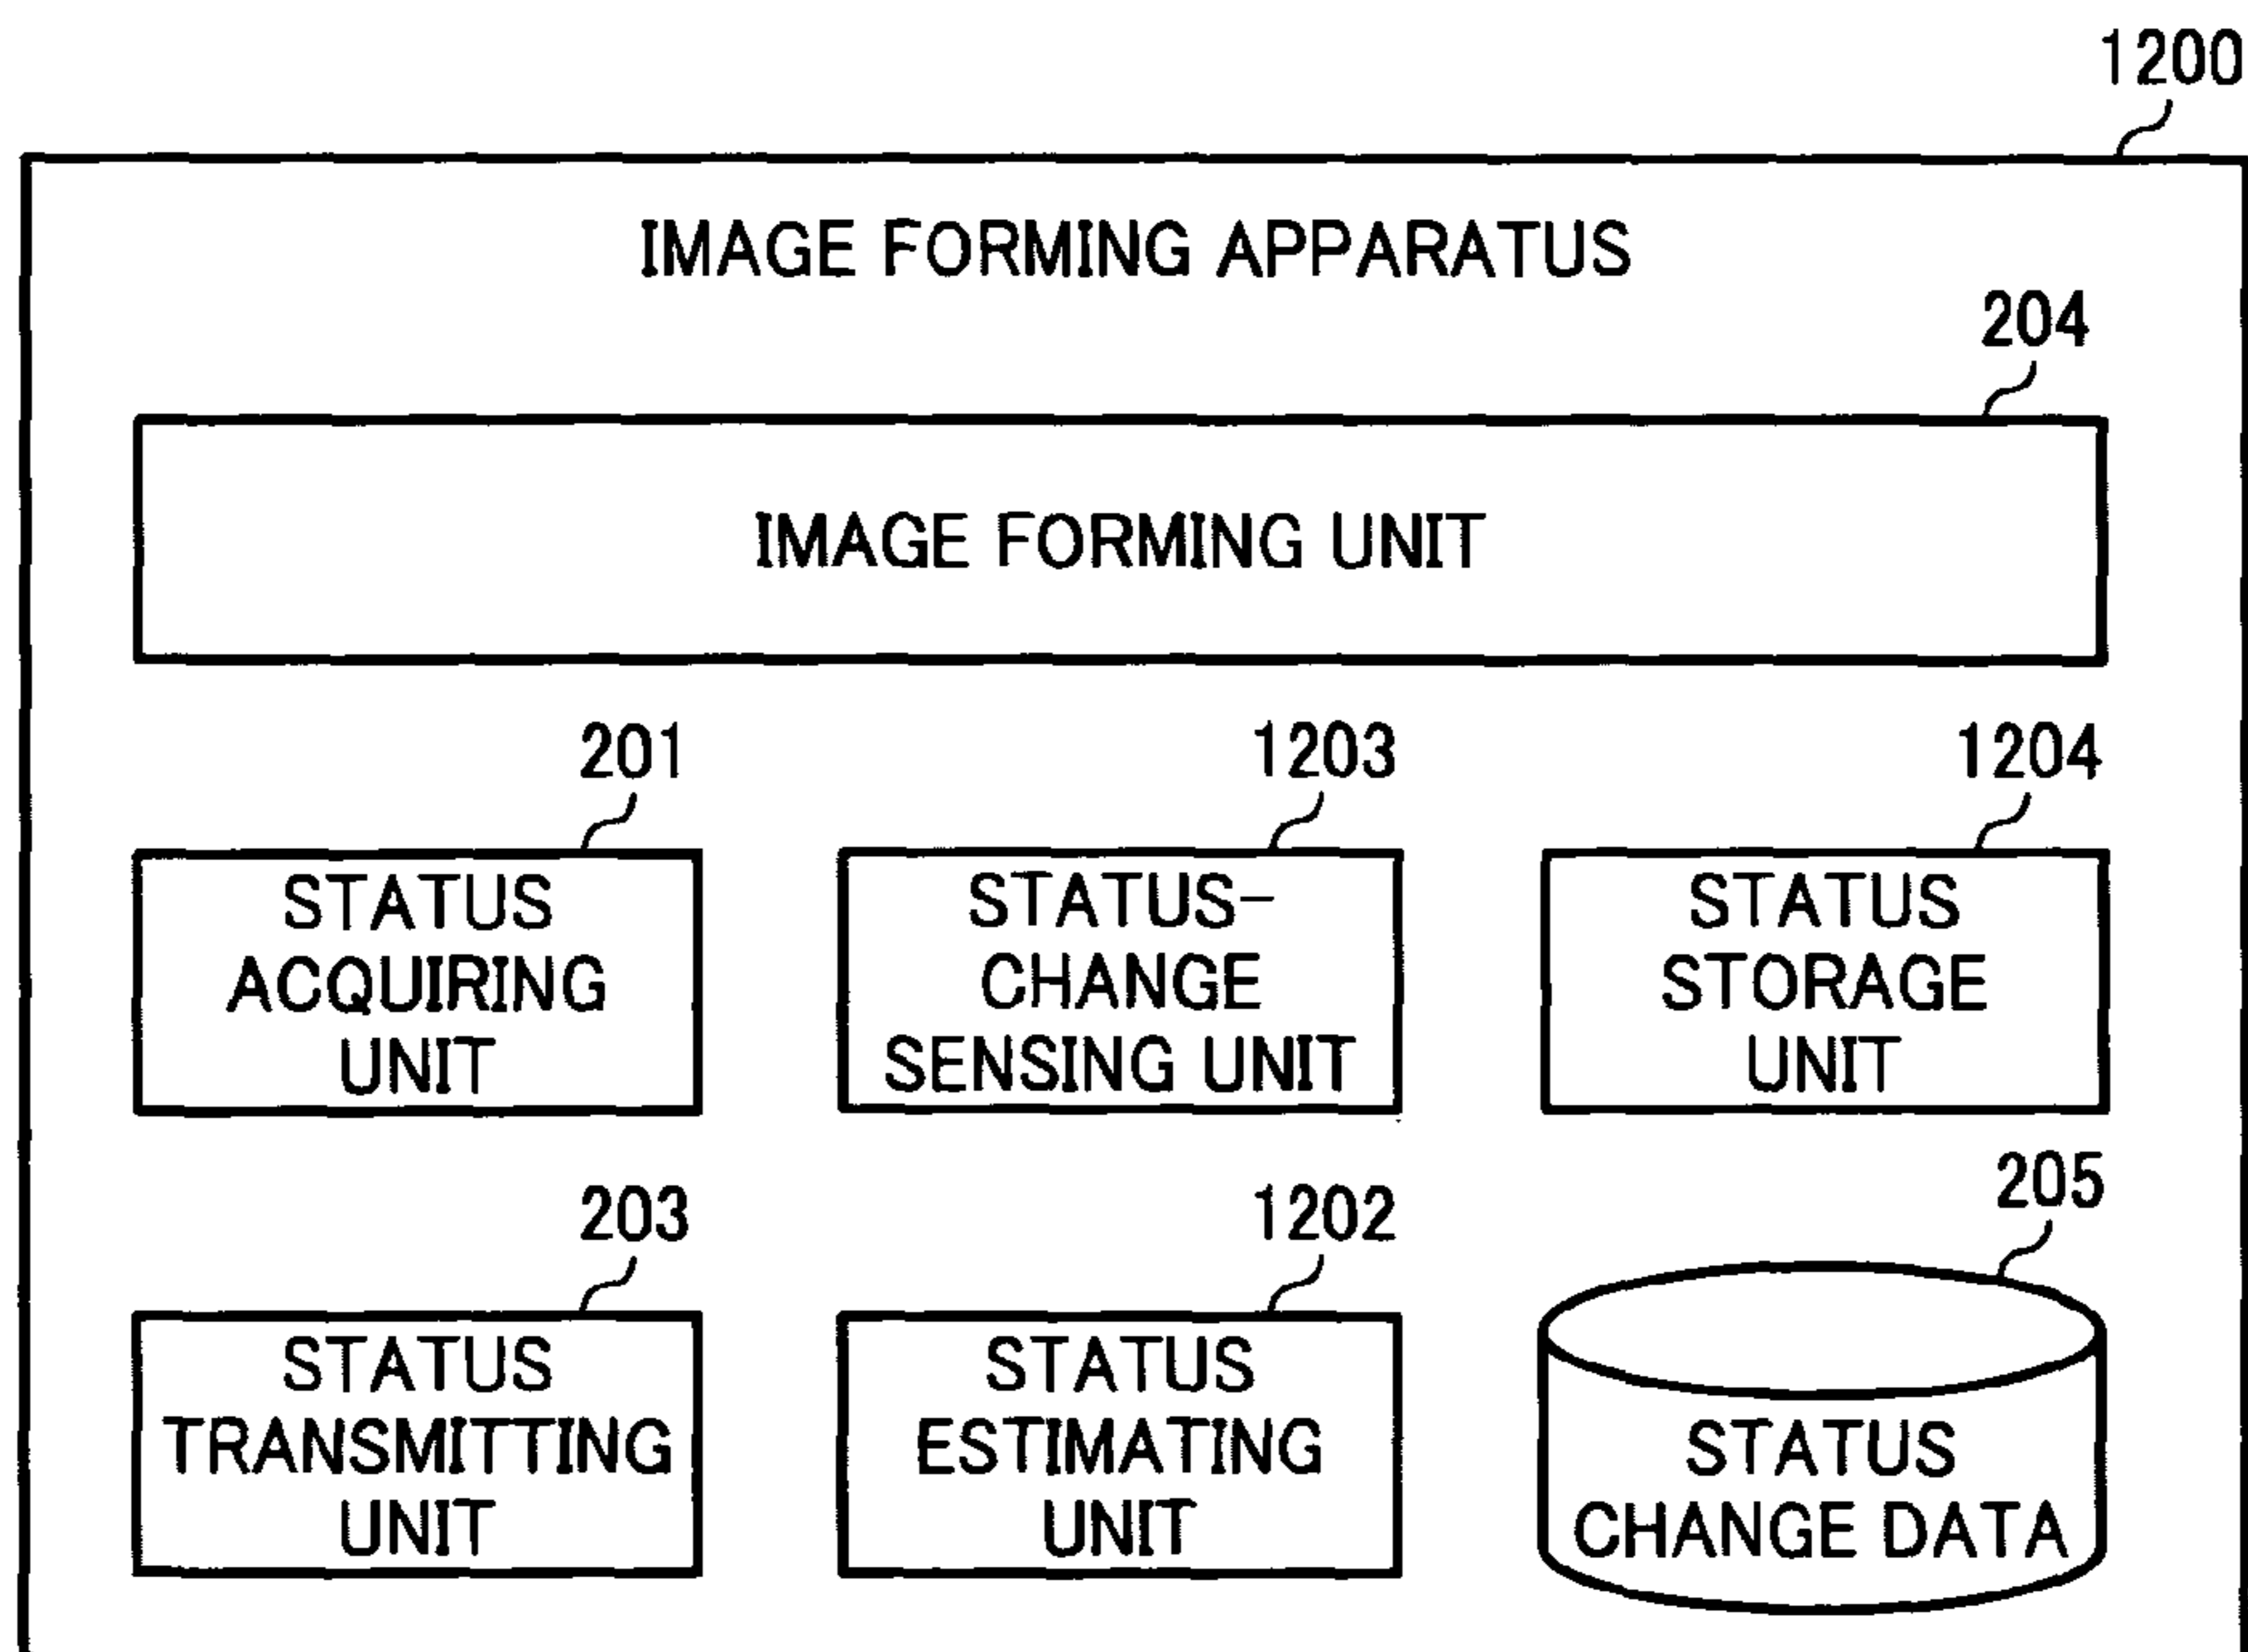 1200
IMAGE FORMING APPARATUS
204
IMAGE FORMING UNIT
201
STATUS
ACQUIRING
UNIT
1203
STATUS-
CHANGE
SENSING UNIT
1204
STATUS
STORAGE
UNIT
203
STATUS
TRANSMITTING
UNIT
1202
STATUS
ESTIMATING
UNIT
205
STATUS
CHANGE DATA